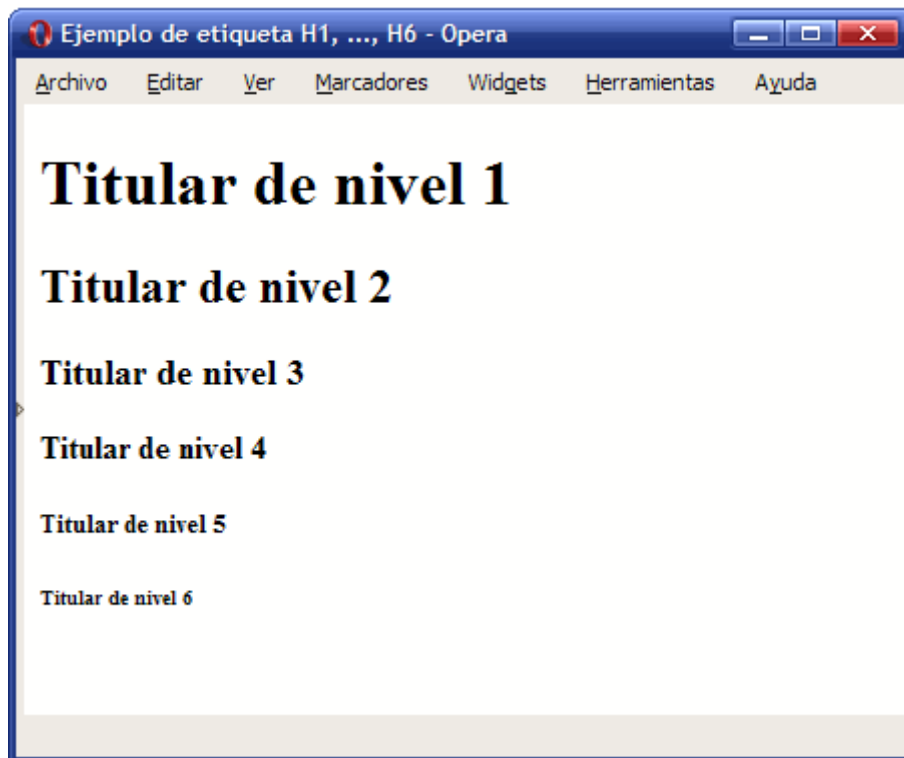 Ejemplo de etiqueta H1, ..., H6 - Opera
Archivo Editar Ver Marcadores Widgets Herramientas Ayuda
Titular de nivel 1
Titular de nivel 2
Titular de nivel 3
Titular de nivel 4
Titular de nivel 5
Titular de nivel 6